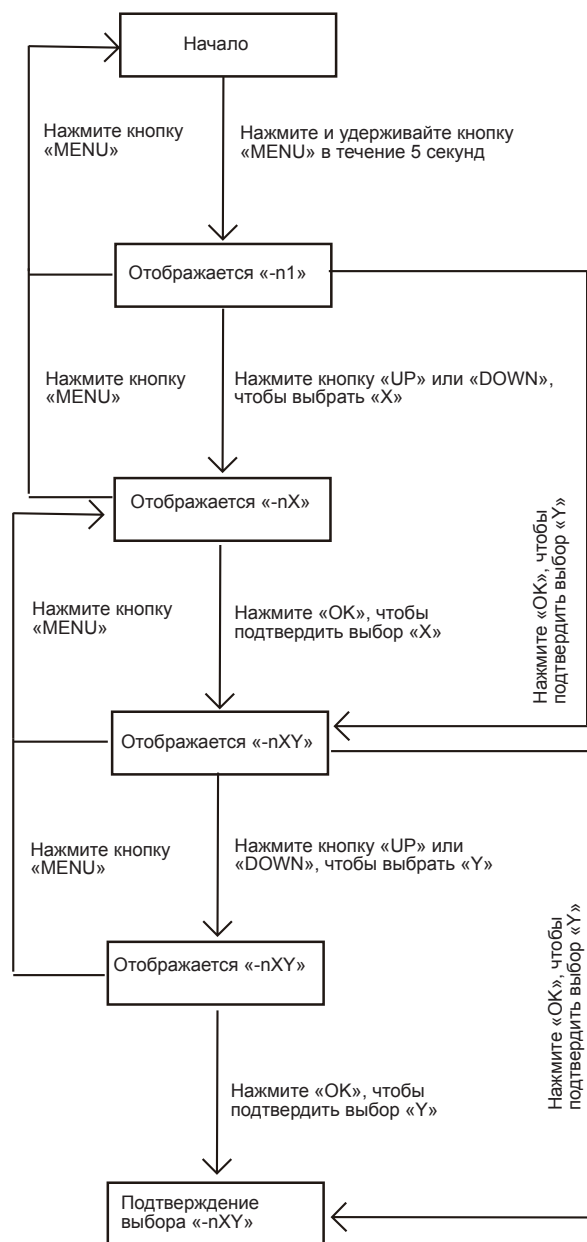 Начало
Нажмите кнопку
«MENU»
Нажмите и удерживайте кнопку
«MENU» в течение 5 секунд
Отображается «-n1»
Нажмите кнопку
«MENU»
Нажмите кнопку «UP» или «DOWN»,
чтобы выбрать «X»
Отображается «-nX»
Нажмите «OK», чтобы
подтвердить выбор «Y»
Нажмите кнопку
«MENU»
Нажмите «OK», чтобы
подтвердить выбор «X»
Отображается «-nXY»
Нажмите кнопку
«MENU»
Нажмите кнопку «UP» или
«DOWN», чтобы выбрать «Y»
Отображается «-nXY»
Нажмите «OK», чтобы
подтвердить выбор «Y»
Нажмите «OK», чтобы
подтвердить выбор «Y»
Подтверждение
выбора «-nXY»